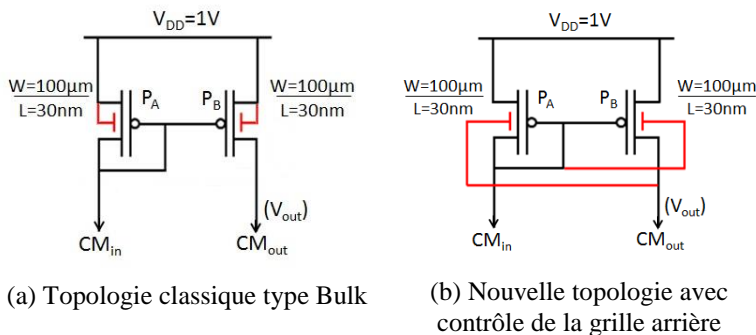 V_DD=1V
W=100µm
L=30nm
P_A
P_B
W=100µm
L=30nm
(V_out)
CM_in
CM_out
(a) Topologie classique type Bulk
V_DD=1V
W=100µm
L=30nm
P_A
P_B
W=100µm
L=30nm
(V_out)
CM_in
CM_out
(b) Nouvelle topologie avec
contrôle de la grille arrière